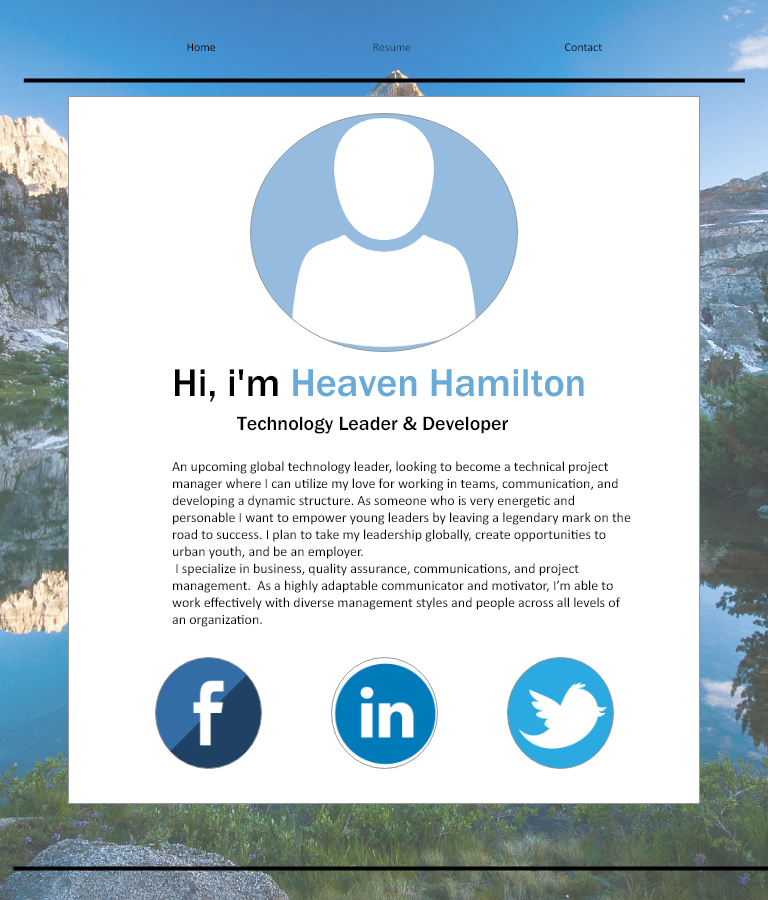 Home Resume Contact
Hi, i'm Heaven Hamilton
Technology Leader & Developer
An upcoming global technology leader, looking to become a technical project
manager where I can utilize my love for working in teams, communication, and
developing a dynamic structure. As someone who is very energetic and
personable I want to empower young leaders by leaving a legendary mark on the
road to success. I plan to take my leadership globally, create opportunities to
urban youth, and be an employer.
I specialize in business, quality assurance, communications, and project
management.  As a highly adaptable communicator and motivator, I’m able to
work effectively with diverse management styles and people across all levels of
an organization.
f in